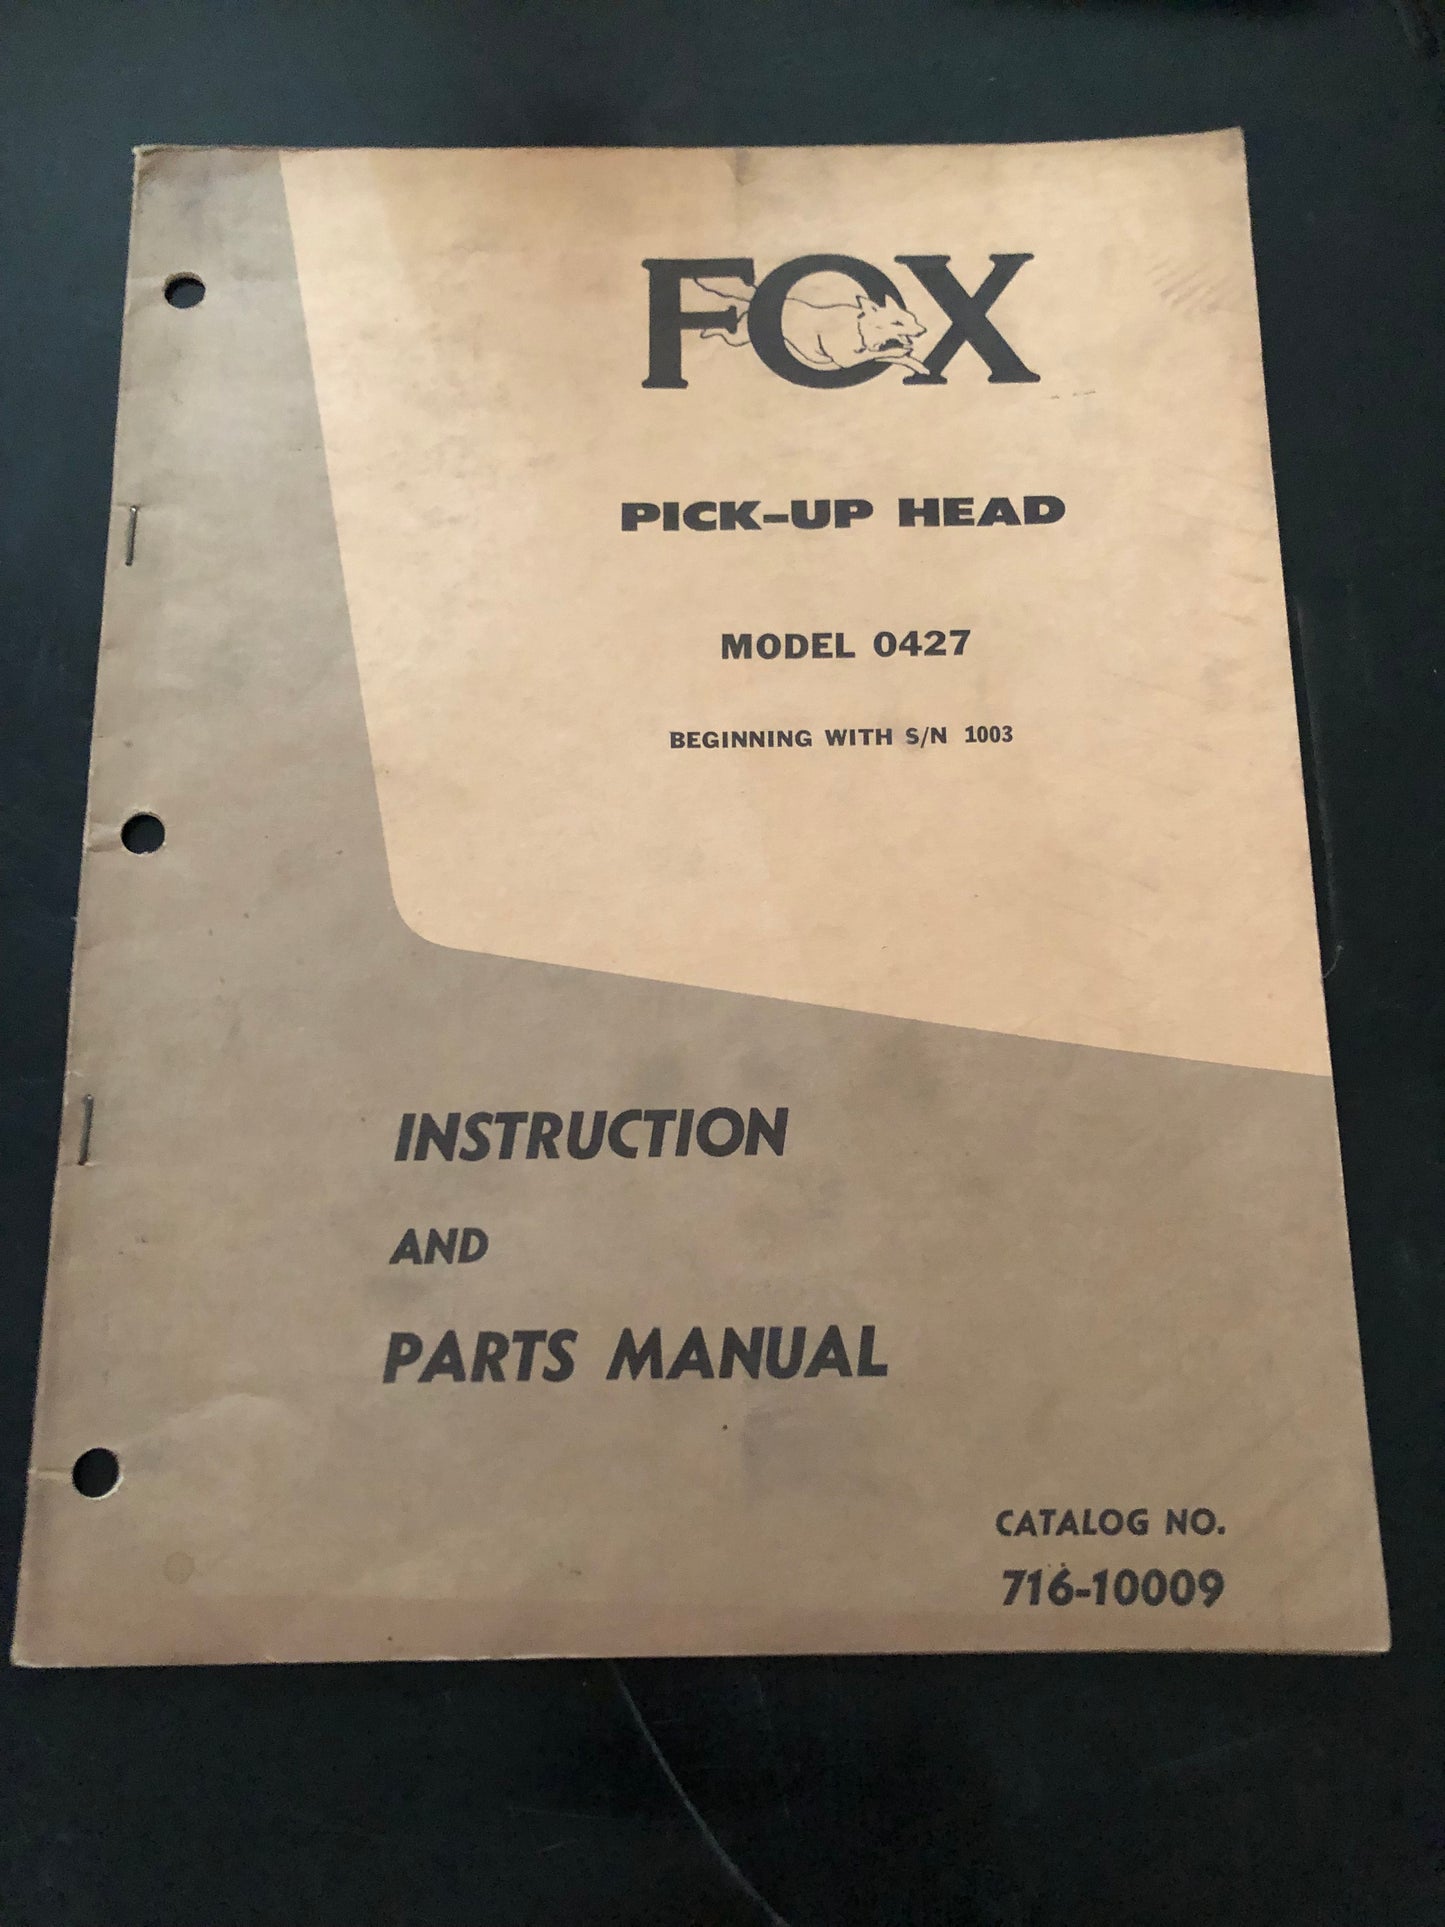 FOX
PICK-UP HEAD
MODEL 0427
BEGINNING WITH S/N 1003
INSTRUCTION
AND
PARTS MANUAL
CATALOG NO.
716-10009